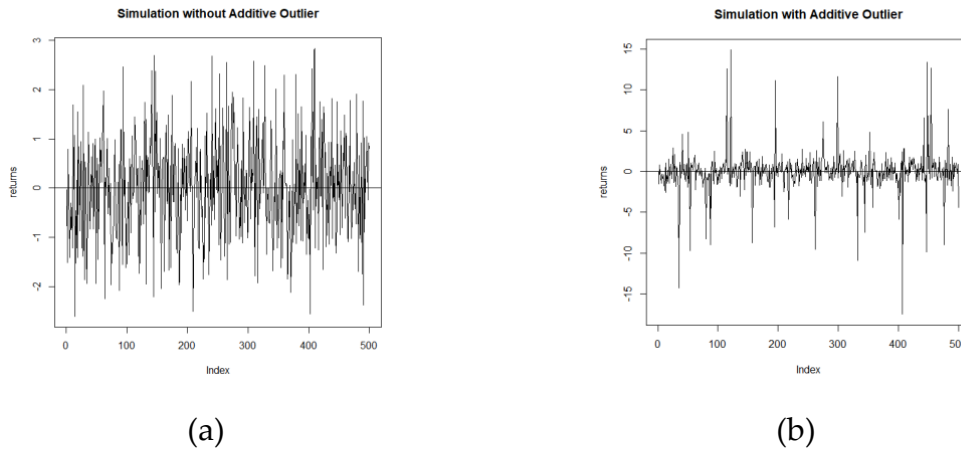 Simulation without Additive Outlier
returns
3
2
1
0
-1
-2
0 100 200 300 400 500
Index
(a)
Simulation with Additive Outlier
returns
15
10
5
0
-5
-10
-15
0 100 200 300 400 500
Index
(b)